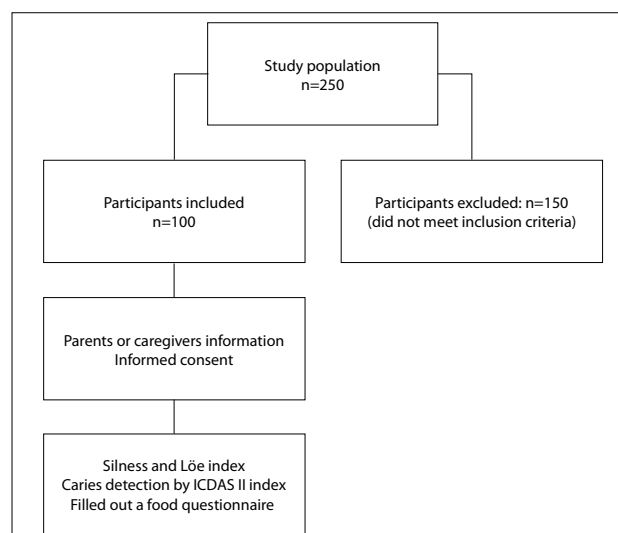 Study population
n=250
Participants included
n=100
Participants excluded: n=150
(did not meet inclusion criteria)
Parents or caregivers information
Informed consent
Silness and Löe index
Caries detection by ICDAS II index
Filled out a food questionnaire